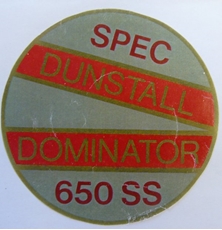 SPEC
DUNSTALL
DOMINATOR
650 SS